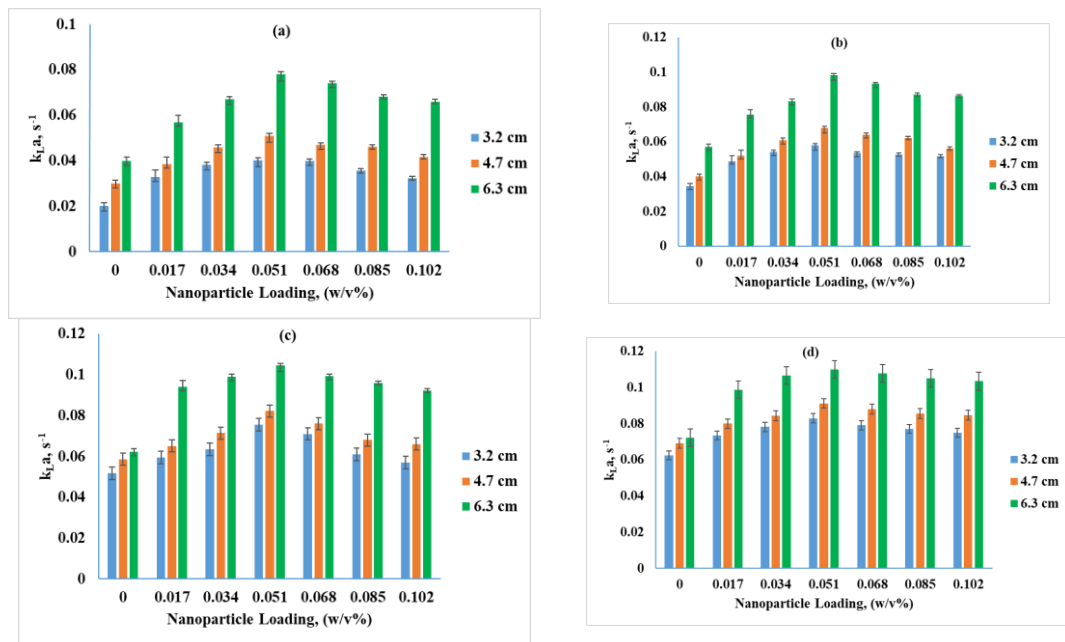 (a)
kLa, s-1
0.1
0.08
0.06
0.04
0.02
0
0 0.017 0.034 0.051 0.068 0.085 0.102
Nanoparticle Loading, (w/v%)
3.2 cm
4.7 cm
6.3 cm
(b)
kLa, s-1
0.12
0.1
0.08
0.06
0.04
0.02
0
0 0.017 0.034 0.051 0.068 0.085 0.102
Nanoparticle Loading, (w/v%)
3.2 cm
4.7 cm
6.3 cm
(c)
kLa, s-1
0.12
0.1
0.08
0.06
0.04
0.02
0
0 0.017 0.034 0.051 0.068 0.085 0.102
Nanoparticle Loading, (w/v%)
3.2 cm
4.7 cm
6.3 cm
(d)
kLa, s-1
0.12
0.1
0.08
0.06
0.04
0.02
0
0 0.017 0.034 0.051 0.068 0.085 0.102
Nanoparticle Loading, (w/v%)
3.2 cm
4.7 cm
6.3 cm